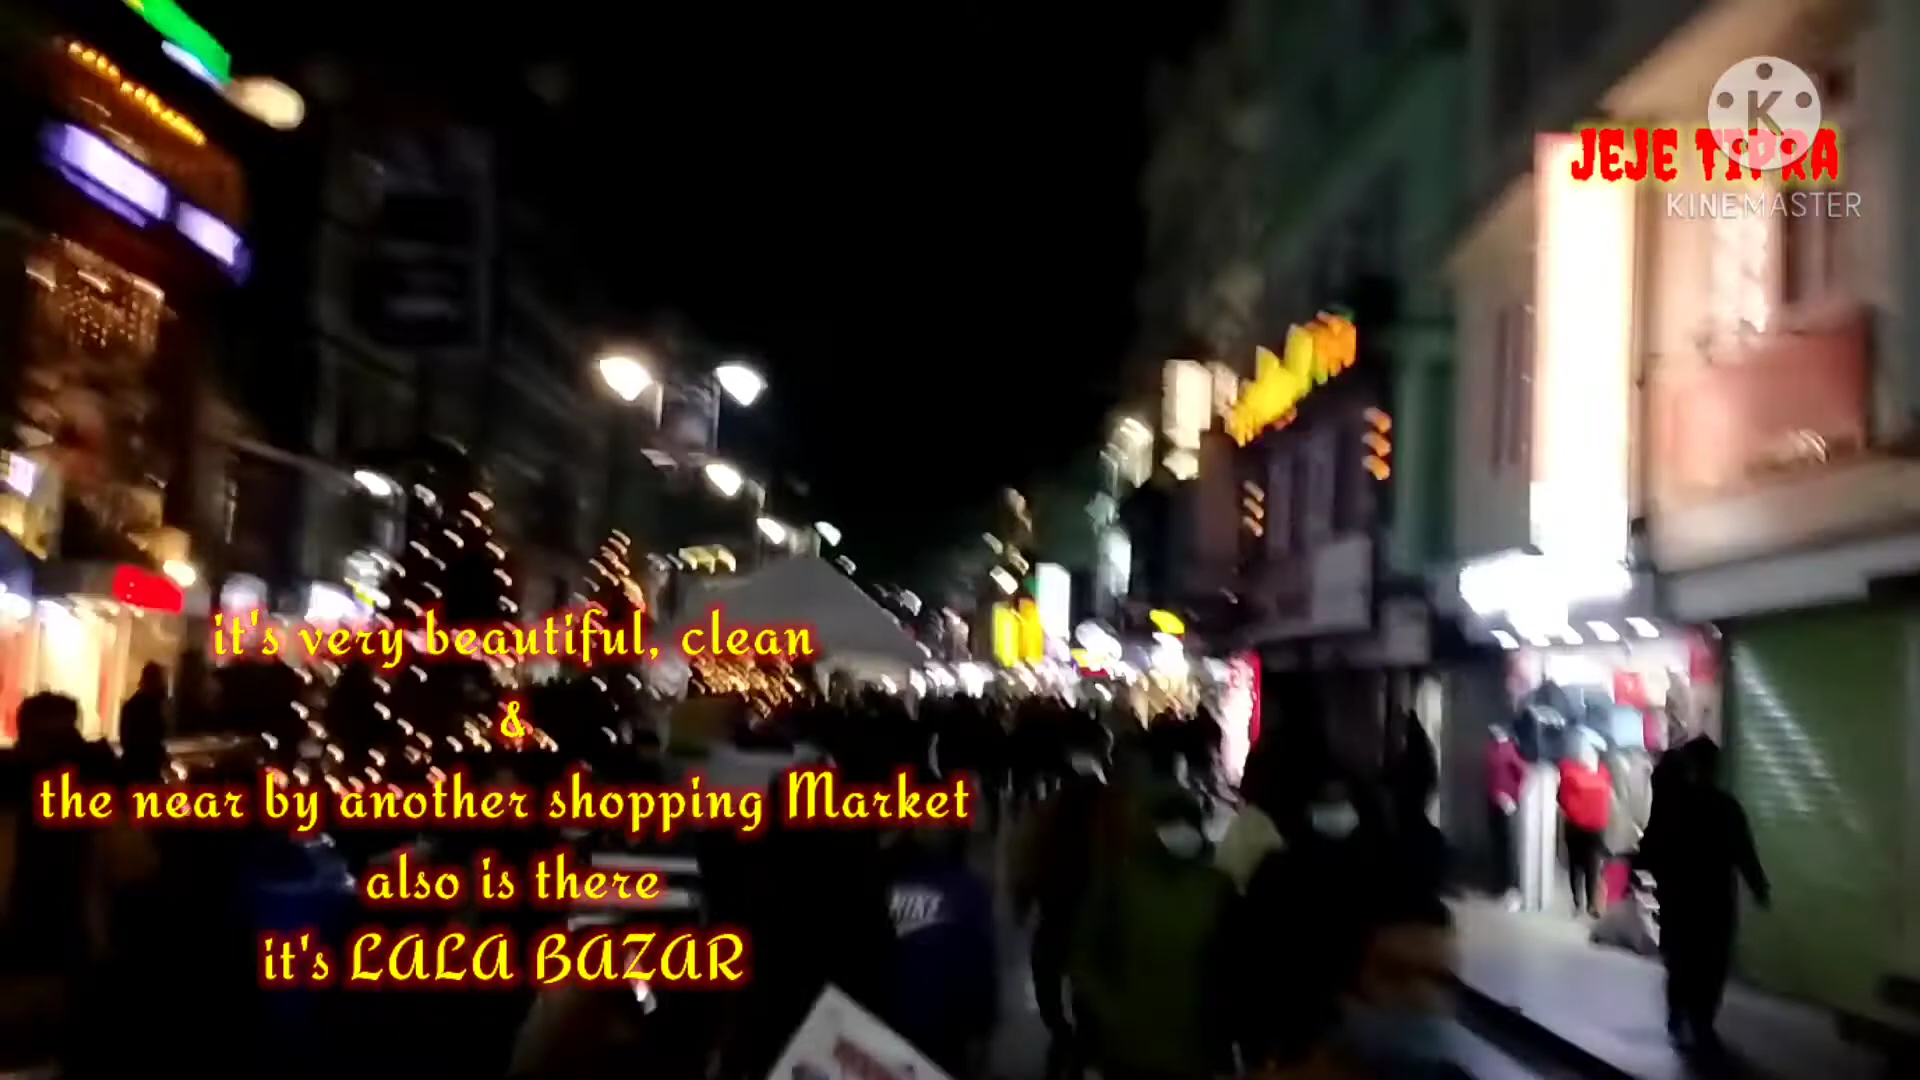 JEJE TIPRA
K
KINEMASTER
it's very beautiful, clean
&
the near by another shopping Market
also is there
it's LALA BAZAR
NIKE